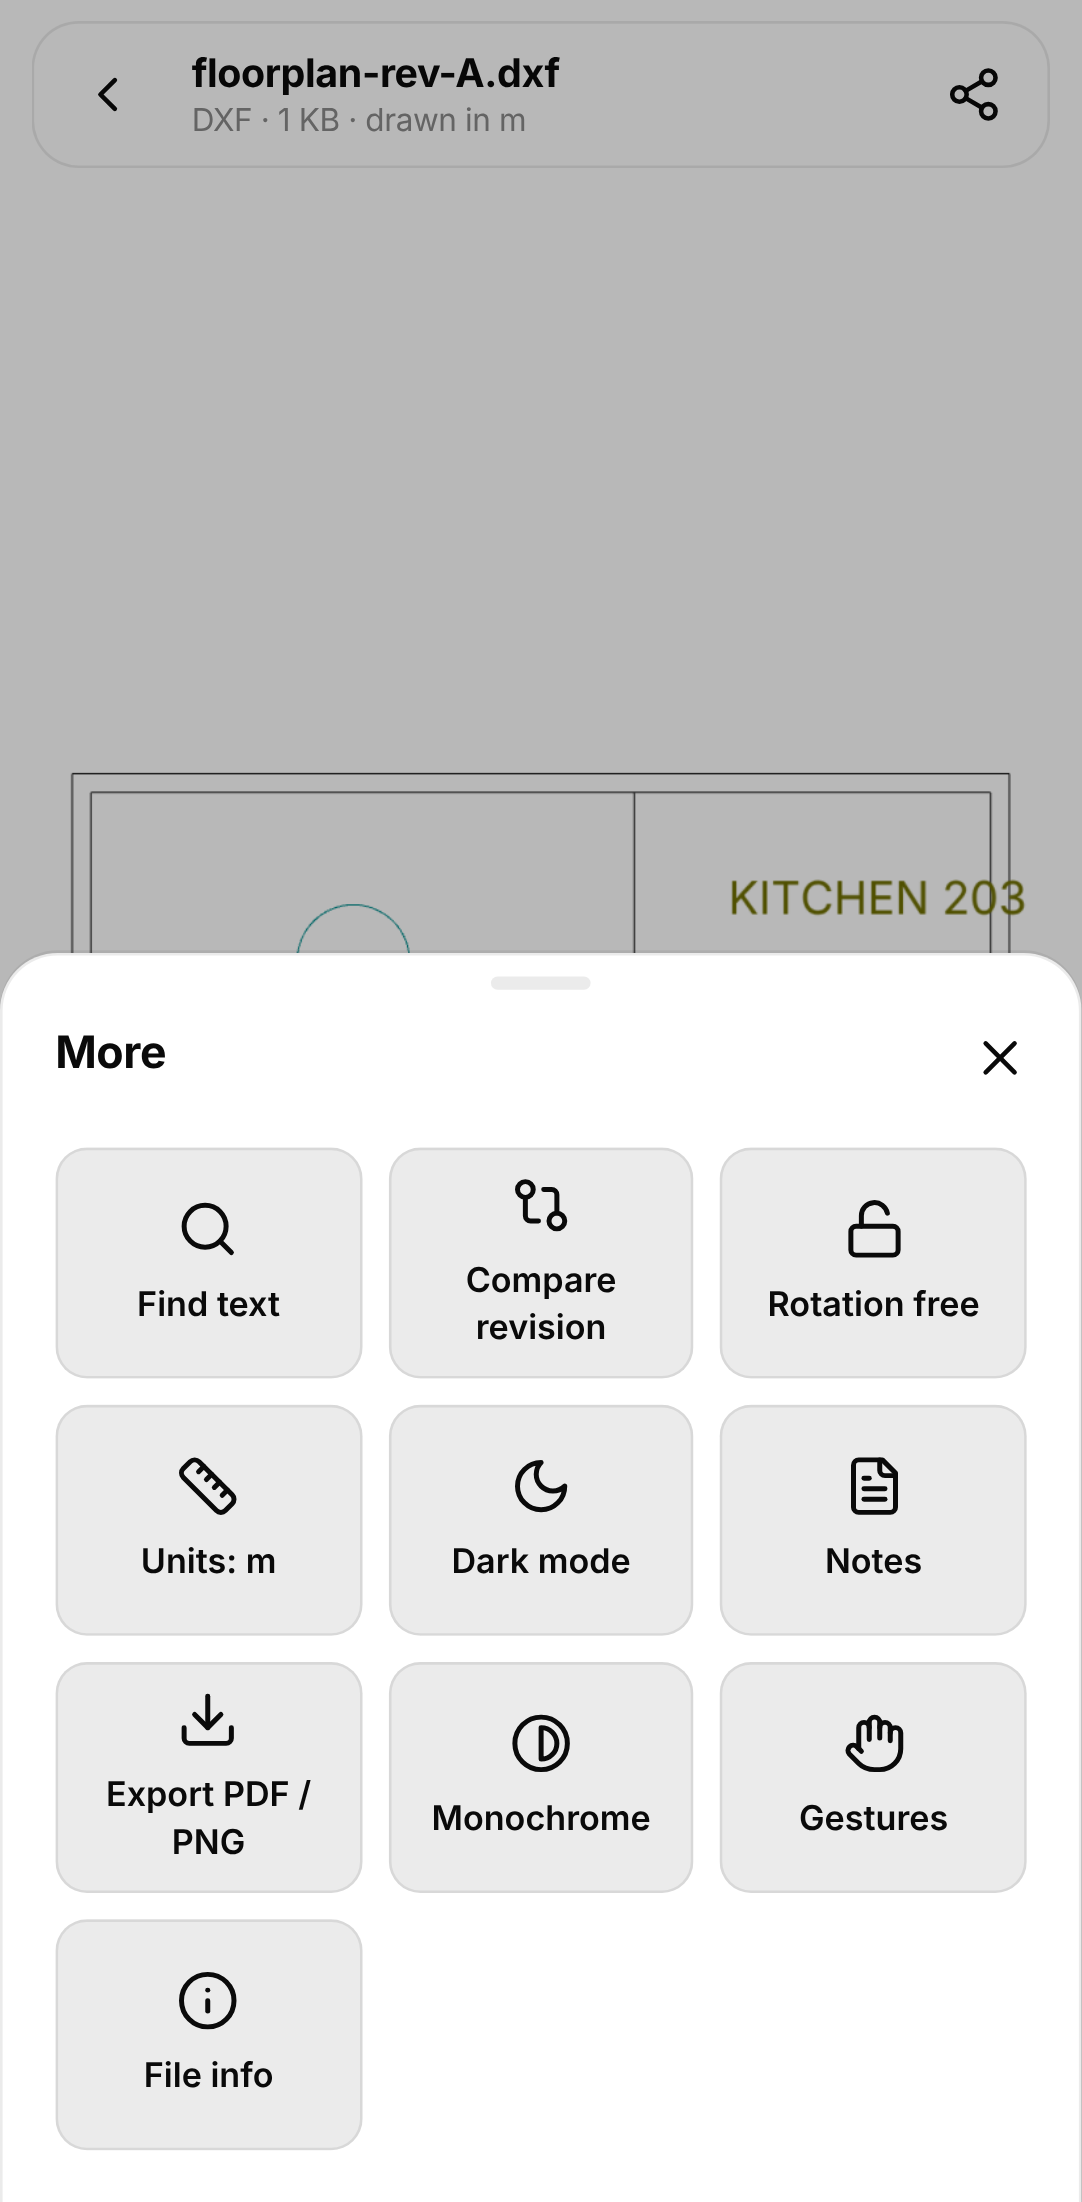 floorplan-rev-A.dxf
DXF · 1 KB · drawn in m
KITCHEN 203
More
Find text
Compare
revision
Rotation free
Units: m
Dark mode
Notes
Export PDF /
PNG
Monochrome
Gestures
File info